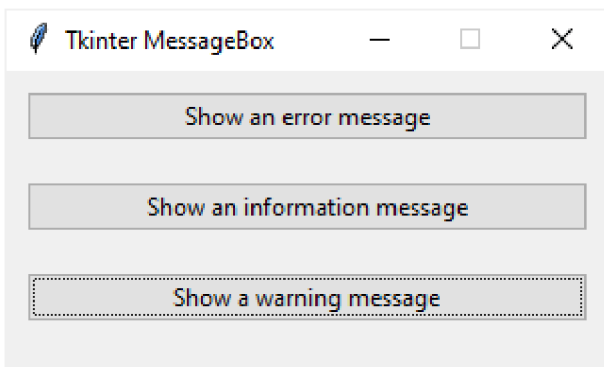 Tkinter MessageBox
Show an error message
Show an information message
Show a warning message